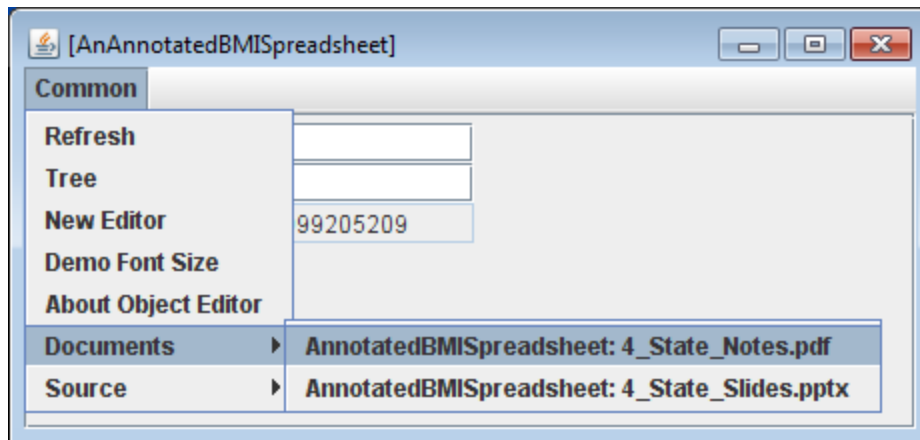 [AnAnnotatedBMISpreadsheet]
Common
Refresh
Tree
New Editor
99205209
Demo Font Size
About Object Editor
Documents
AnnotatedBMISpreadsheet: 4_State_Notes.pdf
Source
AnnotatedBMISpreadsheet: 4_State_Slides.pptx